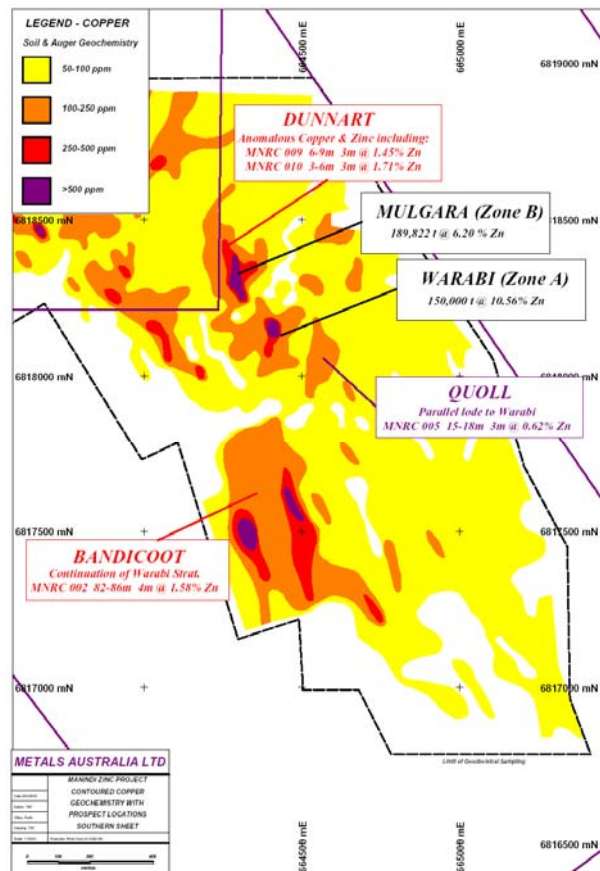 LEGEND - COPPER
Soil & Auger Geochemistry
50-100 ppm
100-250 ppm
250-500 ppm
>500 ppm
664500 mE
665000 mE
6819000 mN
DUNNART
Anomalous Copper & Zinc including:
MNRC 009 6-9m 3m @ 1.45% Zn
MNRC 010 3-6m 3m @ 1.71% Zn
6818500 mN
6818500 mN
MULGARA (Zone B)
189,822 t @ 6.20 % Zn
WARABI (Zone A)
150,000 t @ 10.56% Zn
6818000 mN
6818000 mN
QUOLL
Parallel lode to Warabi
MNRC 005 15-18m 3m @ 0.62% Zn
6817500 mN
6817500 mN
BANDICOOT
Continuation of Warabi Strat.
MNRC 002 82-86m 4m @ 1.58% Zn
6817000 mN
6817000 mN
Limit of Geochemical Sampling
METALS AUSTRALIA LTD
MANINDI ZINC PROJECT
CONTOURED COPPER
GEOCHEMISTRY WITH
PROSPECT LOCATIONS
SOUTHERN SHEET
664500 mE
665000 mE
6816500 mN